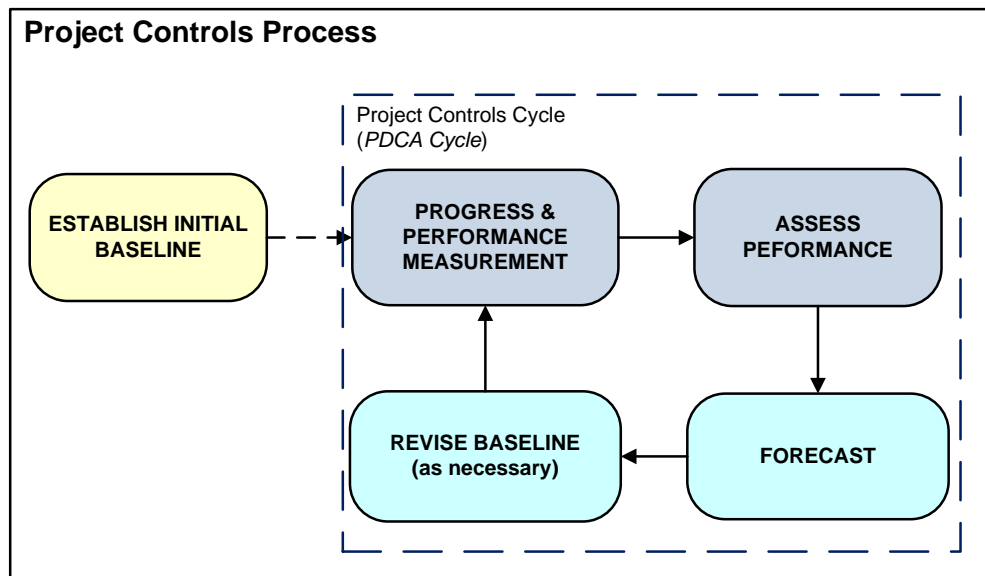 Project Controls Process
Project Controls Cycle
(PDCA Cycle)
ESTABLISH INITIAL
BASELINE
PROGRESS &
PERFORMANCE
MEASUREMENT
ASSESS
PEFORMANCE
REVISE BASELINE
(as necessary)
FORECAST